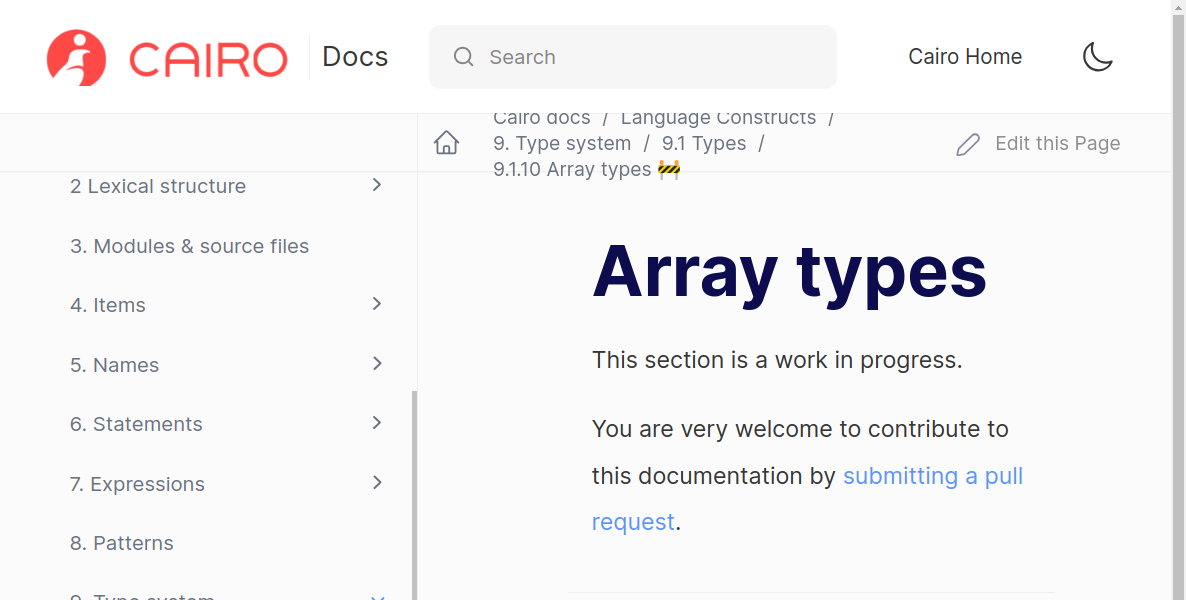 CAIRO Docs
Search
Cairo Home
Cairo docs / Language Constructs /
9. Type system / 9.1 Types /
9.1.10 Array types 🚧
Edit this Page
2 Lexical structure
3. Modules & source files
4. Items
5. Names
6. Statements
7. Expressions
8. Patterns
9. Type system
Array types
This section is a work in progress.
You are very welcome to contribute to
this documentation by submitting a pull
request.